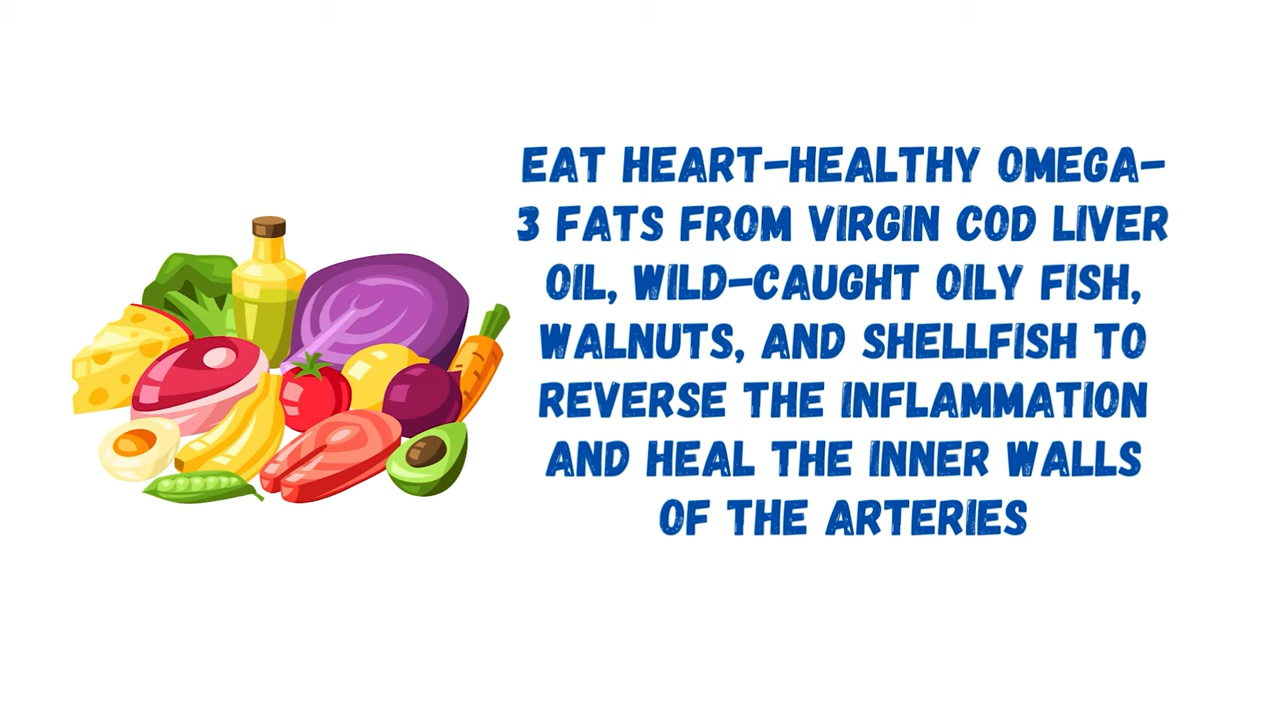 EAT HEART-HEALTHY OMEGA-
3 FATS FROM VIRGIN COD LIVER
OIL, WILD-CAUGHT OILY FISH,
WALNUTS, AND SHELLFISH TO
REVERSE THE INFLAMMATION
AND HEAL THE INNER WALLS
OF THE ARTERIES